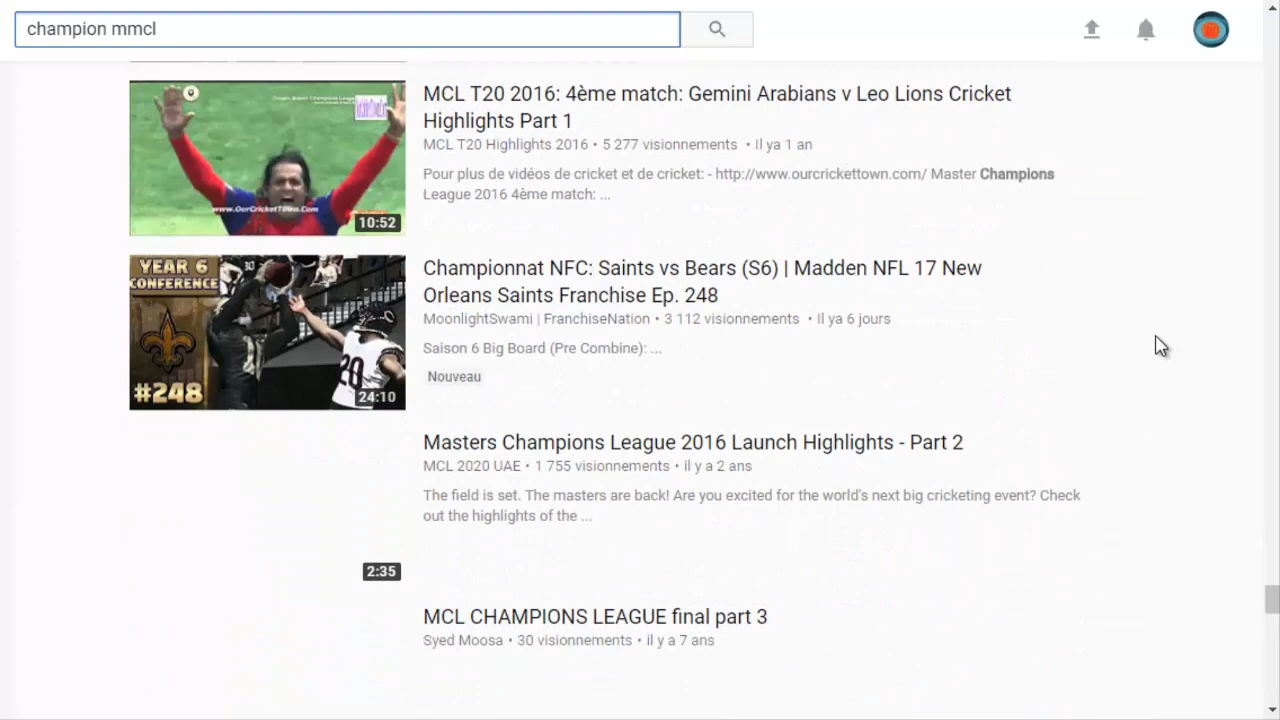 champion mmcl
MCL T20 2016: 4ème match: Gemini Arabians v Leo Lions Cricket
Highlights Part 1
MCL T20 Highlights 2016 • 5 277 visionnements • Il ya 1 an
Pour plus de vidéos de cricket et de cricket: - http://www.ourcrickettown.com/ Master Champions
League 2016 4ème match: ...
www.OurCricketTown.Com
10:52
YEAR 6
CONFERENCE
Championnat NFC: Saints vs Bears (S6) | Madden NFL 17 New
Orleans Saints Franchise Ep. 248
MoonlightSwami | FranchiseNation • 3 112 visionnements • Il ya 6 jours
Saison 6 Big Board (Pre Combine): ...
Nouveau
20
#248
24:10
Masters Champions League 2016 Launch Highlights - Part 2
MCL 2020 UAE • 1 755 visionnements • il y a 2 ans
The field is set. The masters are back! Are you excited for the world's next big cricketing event? Check
out the highlights of the ...
2:35
MCL CHAMPIONS LEAGUE final part 3
Syed Moosa • 30 visionnements • il y a 7 ans